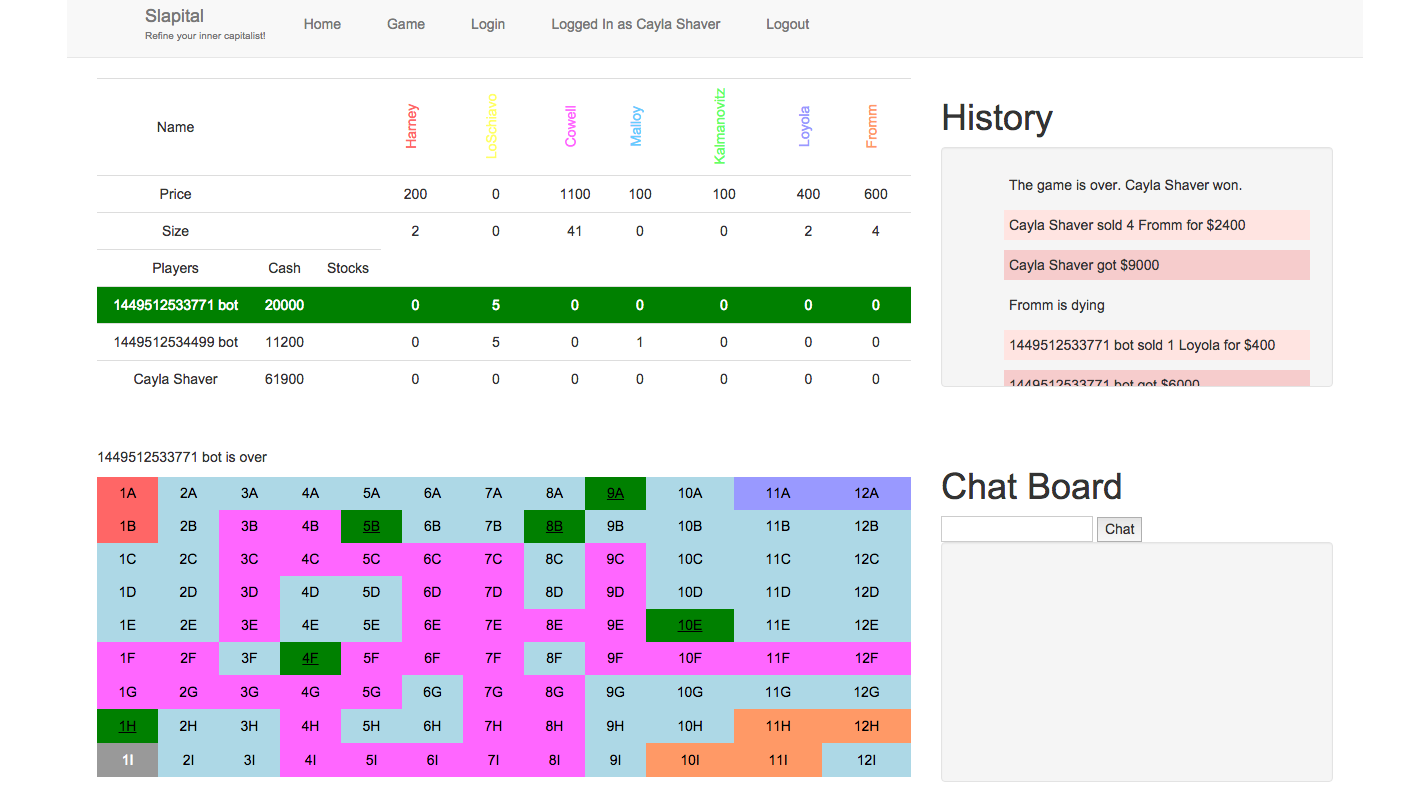 Slapital
Refine your inner capitalist!
Home Game Login Logged In as Cayla Shaver Logout
Name Harney LoSchiavo Cowell Malloy Kalmanovitz Loyola Fromm
Price 200 0 1100 100 100 400 600
Size 2 0 41 0 0 2 4
Players Cash Stocks
1449512533771 bot 20000 0 5 0 0 0 0 0
1449512534499 bot 11200 0 5 0 1 0 0 0
Cayla Shaver 61900 0 0 0 0 0 0 0
History
The game is over. Cayla Shaver won.
Cayla Shaver sold 4 Fromm for $2400
Cayla Shaver got $9000
Fromm is dying
1449512533771 bot sold 1 Loyola for $400
1449512533771 bot got $6000
1449512533771 bot is over
1A 2A 3A 4A 5A 6A 7A 8A 9A 10A 11A 12A
1B 2B 3B 4B 5B 6B 7B 8B 9B 10B 11B 12B
1C 2C 3C 4C 5C 6C 7C 8C 9C 10C 11C 12C
1D 2D 3D 4D 5D 6D 7D 8D 9D 10D 11D 12D
1E 2E 3E 4E 5E 6E 7E 8E 9E 10E 11E 12E
1F 2F 3F 4F 5F 6F 7F 8F 9F 10F 11F 12F
1G 2G 3G 4G 5G 6G 7G 8G 9G 10G 11G 12G
1H 2H 3H 4H 5H 6H 7H 8H 9H 10H 11H 12H
1I 2I 3I 4I 5I 6I 7I 8I 9I 10I 11I 12I
Chat Board
Chat